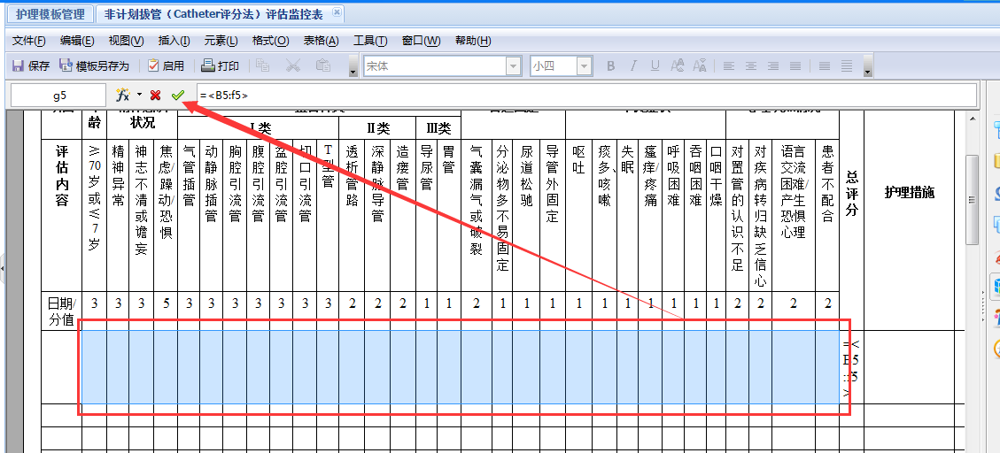 护理模板管理 非计划拔管（Catheter评分法）评估监控表
文件(F) 编辑(E) 视图(V) 插入(I) 元素(L) 格式(O) 表格(A) 工具(T) 窗口(W) 帮助(H)
保存 模板另存为 启用 打印 宋体 小四 B I U
g5 =<B5:f5>
龄 状况
I 类 II 类 III类
评估内容
≥70岁或≤7岁
精神异常
神志不清或谵妄
焦虑/躁动/恐惧
气管插管
动静脉插管
胸腔引流管
腹腔引流管
盆腔引流管
切口引流管
T型管
透析管路
深静脉导管
造瘘管
导尿管
胃管
气囊漏气或破裂
分泌物多不易固定
尿道松弛
导管外固定
呕吐
痰多、咳嗽
失眠
瘙痒/疼痛
呼吸困难
吞咽困难
口咽干燥
对置管的认识不足
对疾病转归缺乏信心
语言交流困难/产生恐惧心理
患者不配合
总评分
护理措施
日期/分值 3 3 3 5 3 3 3 3 3 3 3 2 2 2 1 1 2 1 1 1 1 1 1 1 1 1 1 2 2 2 2
=<
B5
:f5
>